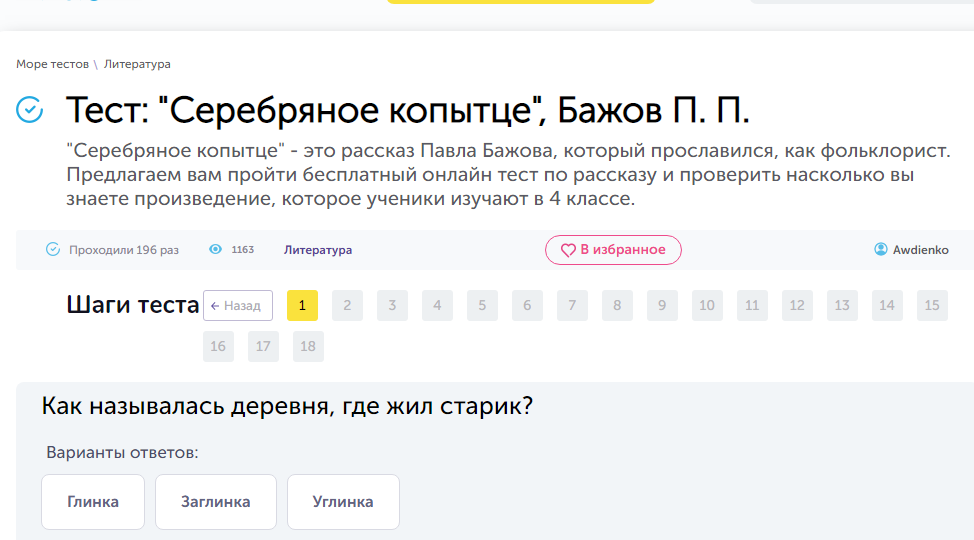 Море тестов \ Литература
Тест: "Серебряное копытце", Бажов П. П.
"Серебряное копытце" - это рассказ Павла Бажова, который прославился, как фольклорист.
Предлагаем вам пройти бесплатный онлайн тест по рассказу и проверить насколько вы
знаете произведение, которое ученики изучают в 4 классе.
Проходили 196 раз 1163 Литература В избранное Awdienko
Шаги теста ← Назад 1 2 3 4 5 6 7 8 9 10 11 12 13 14 15
16 17 18
Как называлась деревня, где жил старик?
Варианты ответов:
Глинка Заглинка Углинка